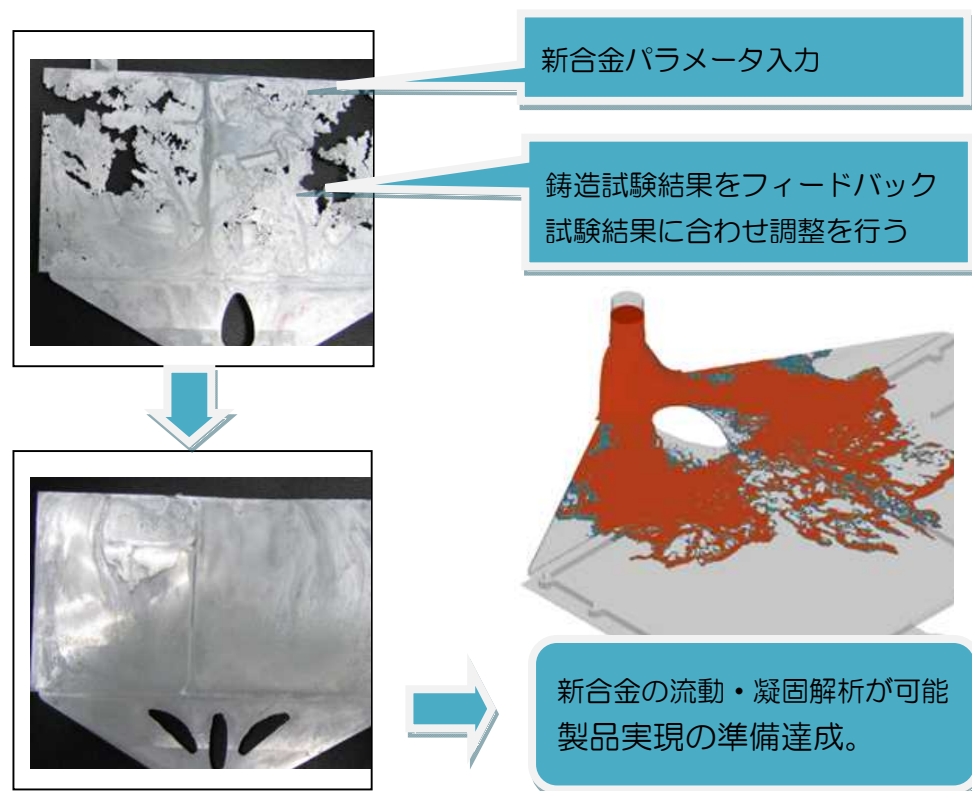 新合金パラメータ入力
鋳造試験結果をフィードバック
試験結果に合わせ調整を行う
新合金の流動・凝固解析が可能
製品実現の準備達成。